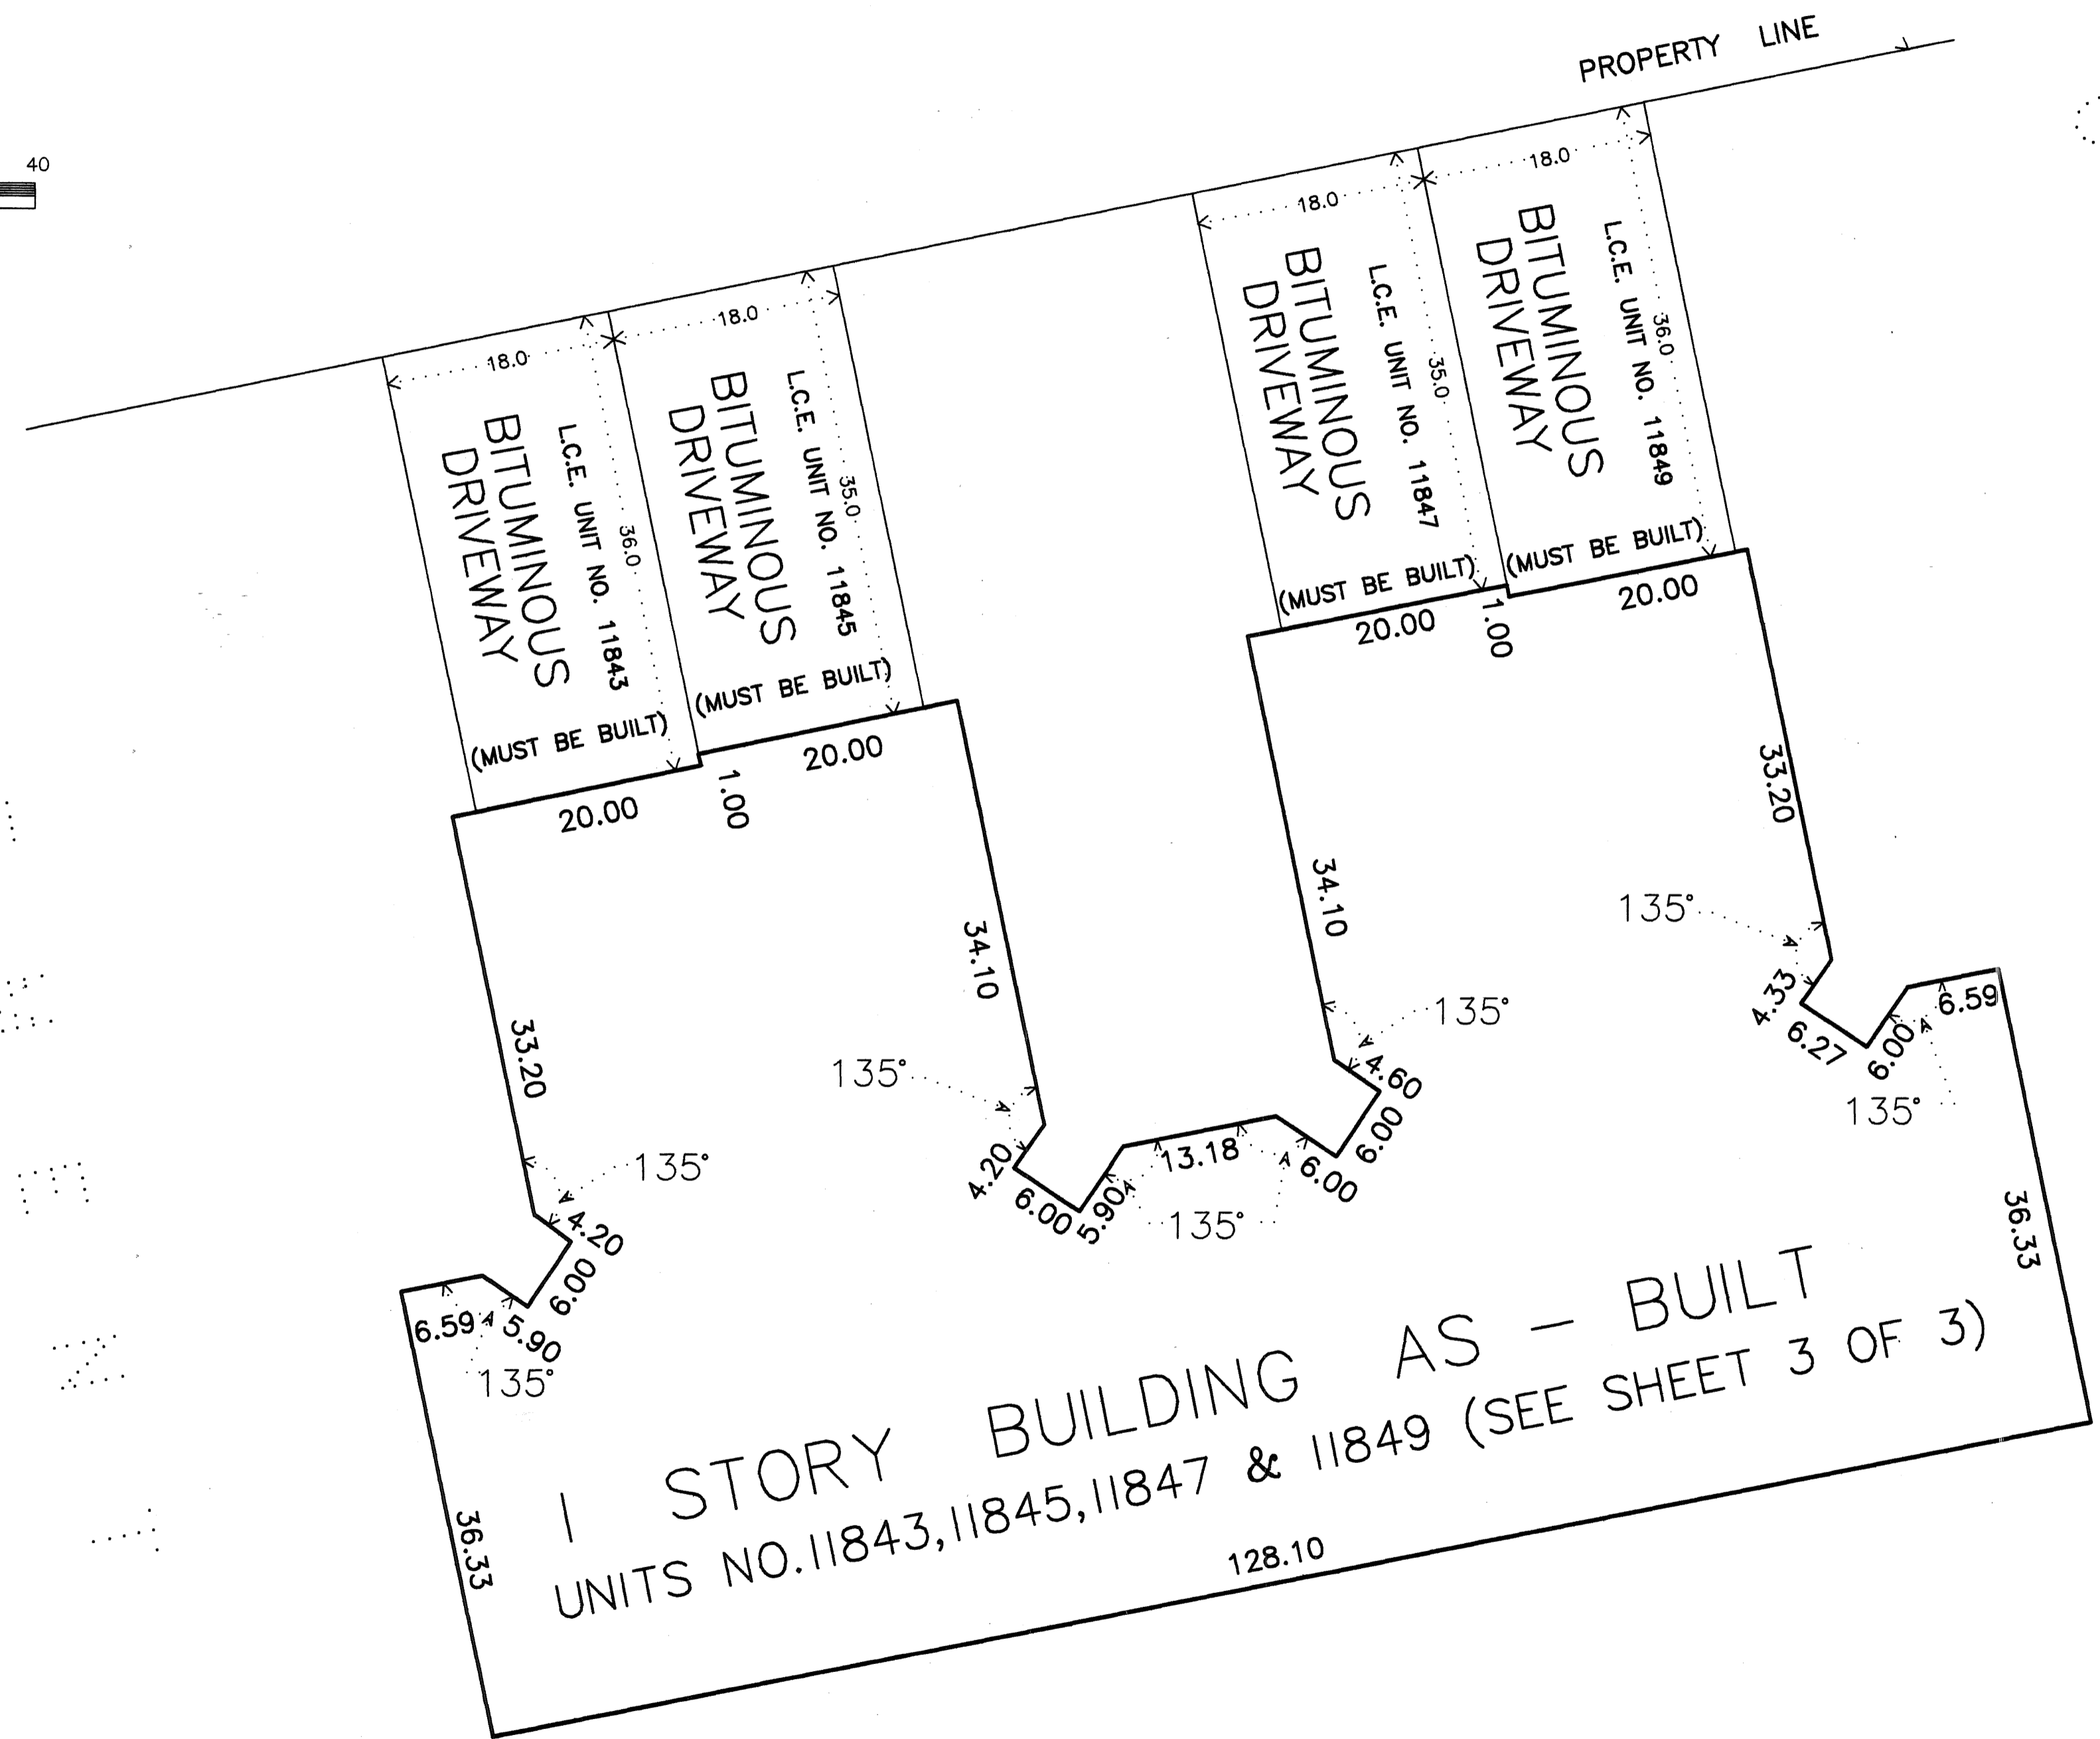 PROPERTY LINE
40
18.0
18.0
18.0
18.0
BITUMINOUS
DRIVEWAY
L.C.E. UNIT NO. 11843
36.0
(MUST BE BUILT)
BITUMINOUS
DRIVEWAY
L.C.E. UNIT NO. 11845
35.0
(MUST BE BUILT)
BITUMINOUS
DRIVEWAY
L.C.E. UNIT NO. 11847
35.0
(MUST BE BUILT)
BITUMINOUS
DRIVEWAY
L.C.E. UNIT NO. 11849
36.0
(MUST BE BUILT)
20.00
1.00
20.00
20.00
1.00
20.00
33.20
34.10
34.10
33.20
135°
135°
135°
135°
4.20
6.00
5.90
6.59
135°
4.20
6.00
5.90
13.18
135°
6.00
6.00
4.60
4.33
6.27
6.00
6.59
135°
36.33
36.33
1 STORY BUILDING AS - BUILT
UNITS NO.11843,11845,11847 & 11849 (SEE SHEET 3 OF 3)
128.10